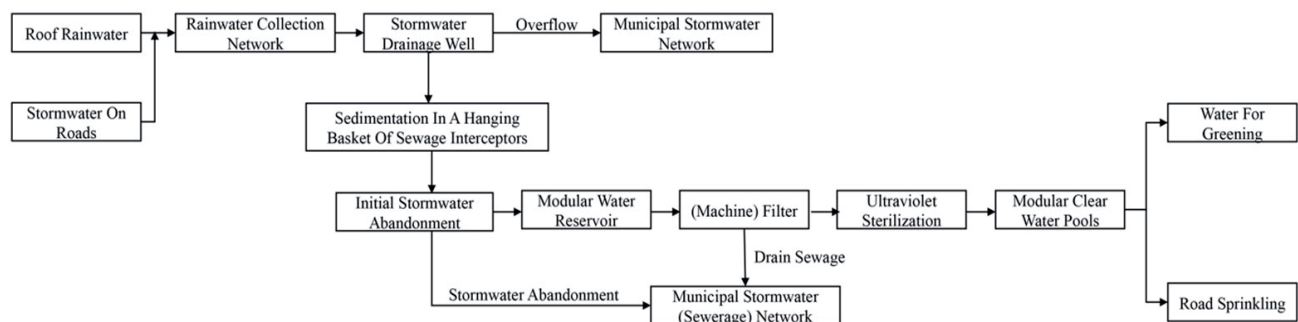 Roof Rainwater
Rainwater Collection
Network
Stormwater
Drainage Well
Overflow
Municipal Stormwater
Network
Stormwater On
Roads
Sedimentation In A Hanging
Basket Of Sewage Interceptors
Water For
Greening
Initial Stormwater
Abandonment
Modular Water
Reservoir
(Machine) Filter
Ultraviolet
Sterilization
Modular Clear
Water Pools
Drain Sewage
Stormwater Abandonment
Municipal Stormwater
(Sewerage) Network
Road Sprinkling